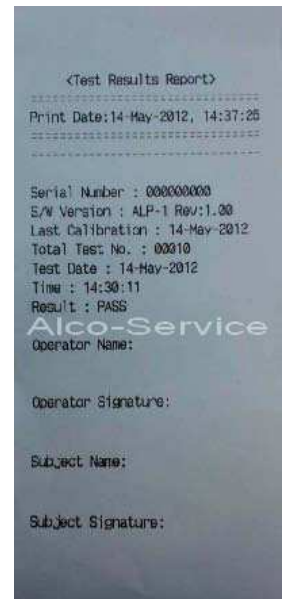 <Test Results Report>
==============================
Print Date:14-May-2012, 14:37:26
==============================
------------------------------
Serial Number : 000000000
S/W Version : ALP-1 Rev:1.00
Last Calibration : 14-May-2012
Total Test No. : 00010
Test Date : 14-May-2012
Time : 14:30:11
Result : PASS
Alco-Service
Operator Name:
Operator Signature:
Subject Name:
Subject Signature: